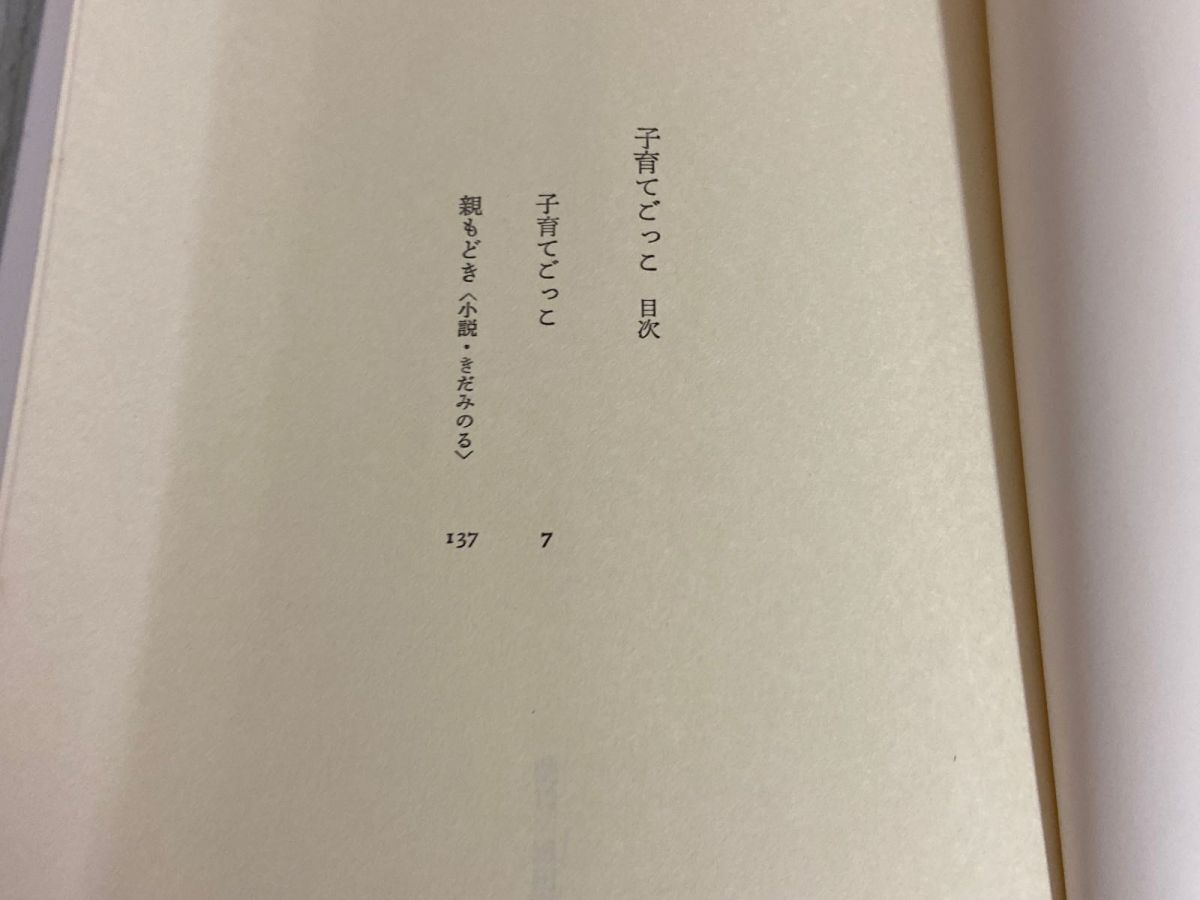 子育てごっこ 目次
子育てごっこ 7
親もどき〈小説・きだみのる〉 137